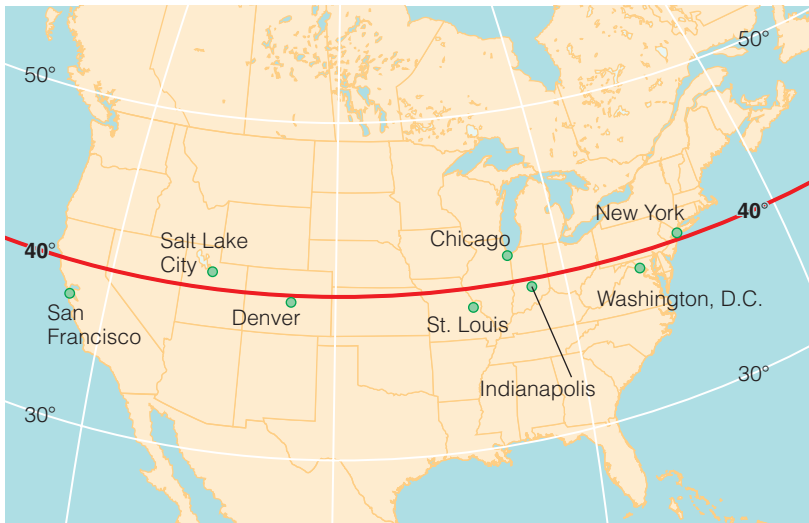 50°
50°
New York
40°
Salt Lake
City
Chicago
40°
San
Francisco
Denver
St. Louis
Washington, D.C.
Indianapolis
30°
30°